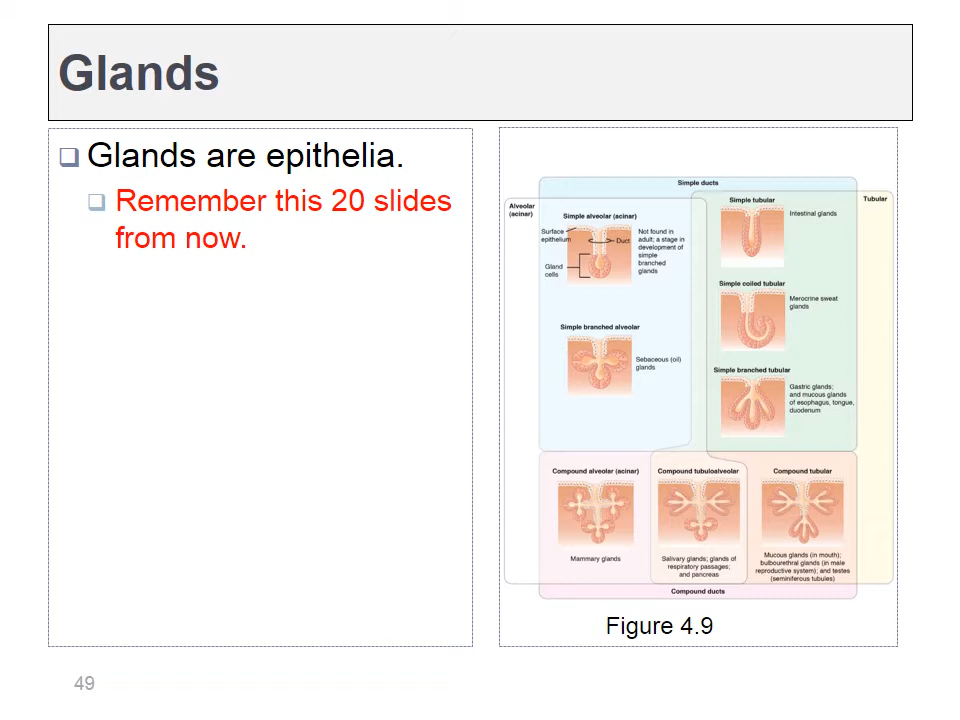 Glands
Glands are epithelia.
Remember this 20 slides
from now.
Simple ducts
Alveolar
(acinar)
Tubular
Simple alveolar (acinar)
Surface
epithelium
Duct
Gland
cells
Not found in
adult; a stage in
development of
simple
branched
glands
Simple tubular
Intestinal glands
Simple coiled tubular
Merocrine sweat
glands
Simple branched alveolar
Sebaceous (oil)
glands
Simple branched tubular
Gastric glands;
and mucous glands
of esophagus, tongue,
duodenum
Compound alveolar (acinar)
Mammary glands
Compound tubuloalveolar
Salivary glands; glands of
respiratory passages;
and pancreas
Compound tubular
Mucous glands (in mouth);
bulbourethral glands (in male
reproductive system); and testes
(seminiferous tubules)
Compound ducts
Figure 4.9
49